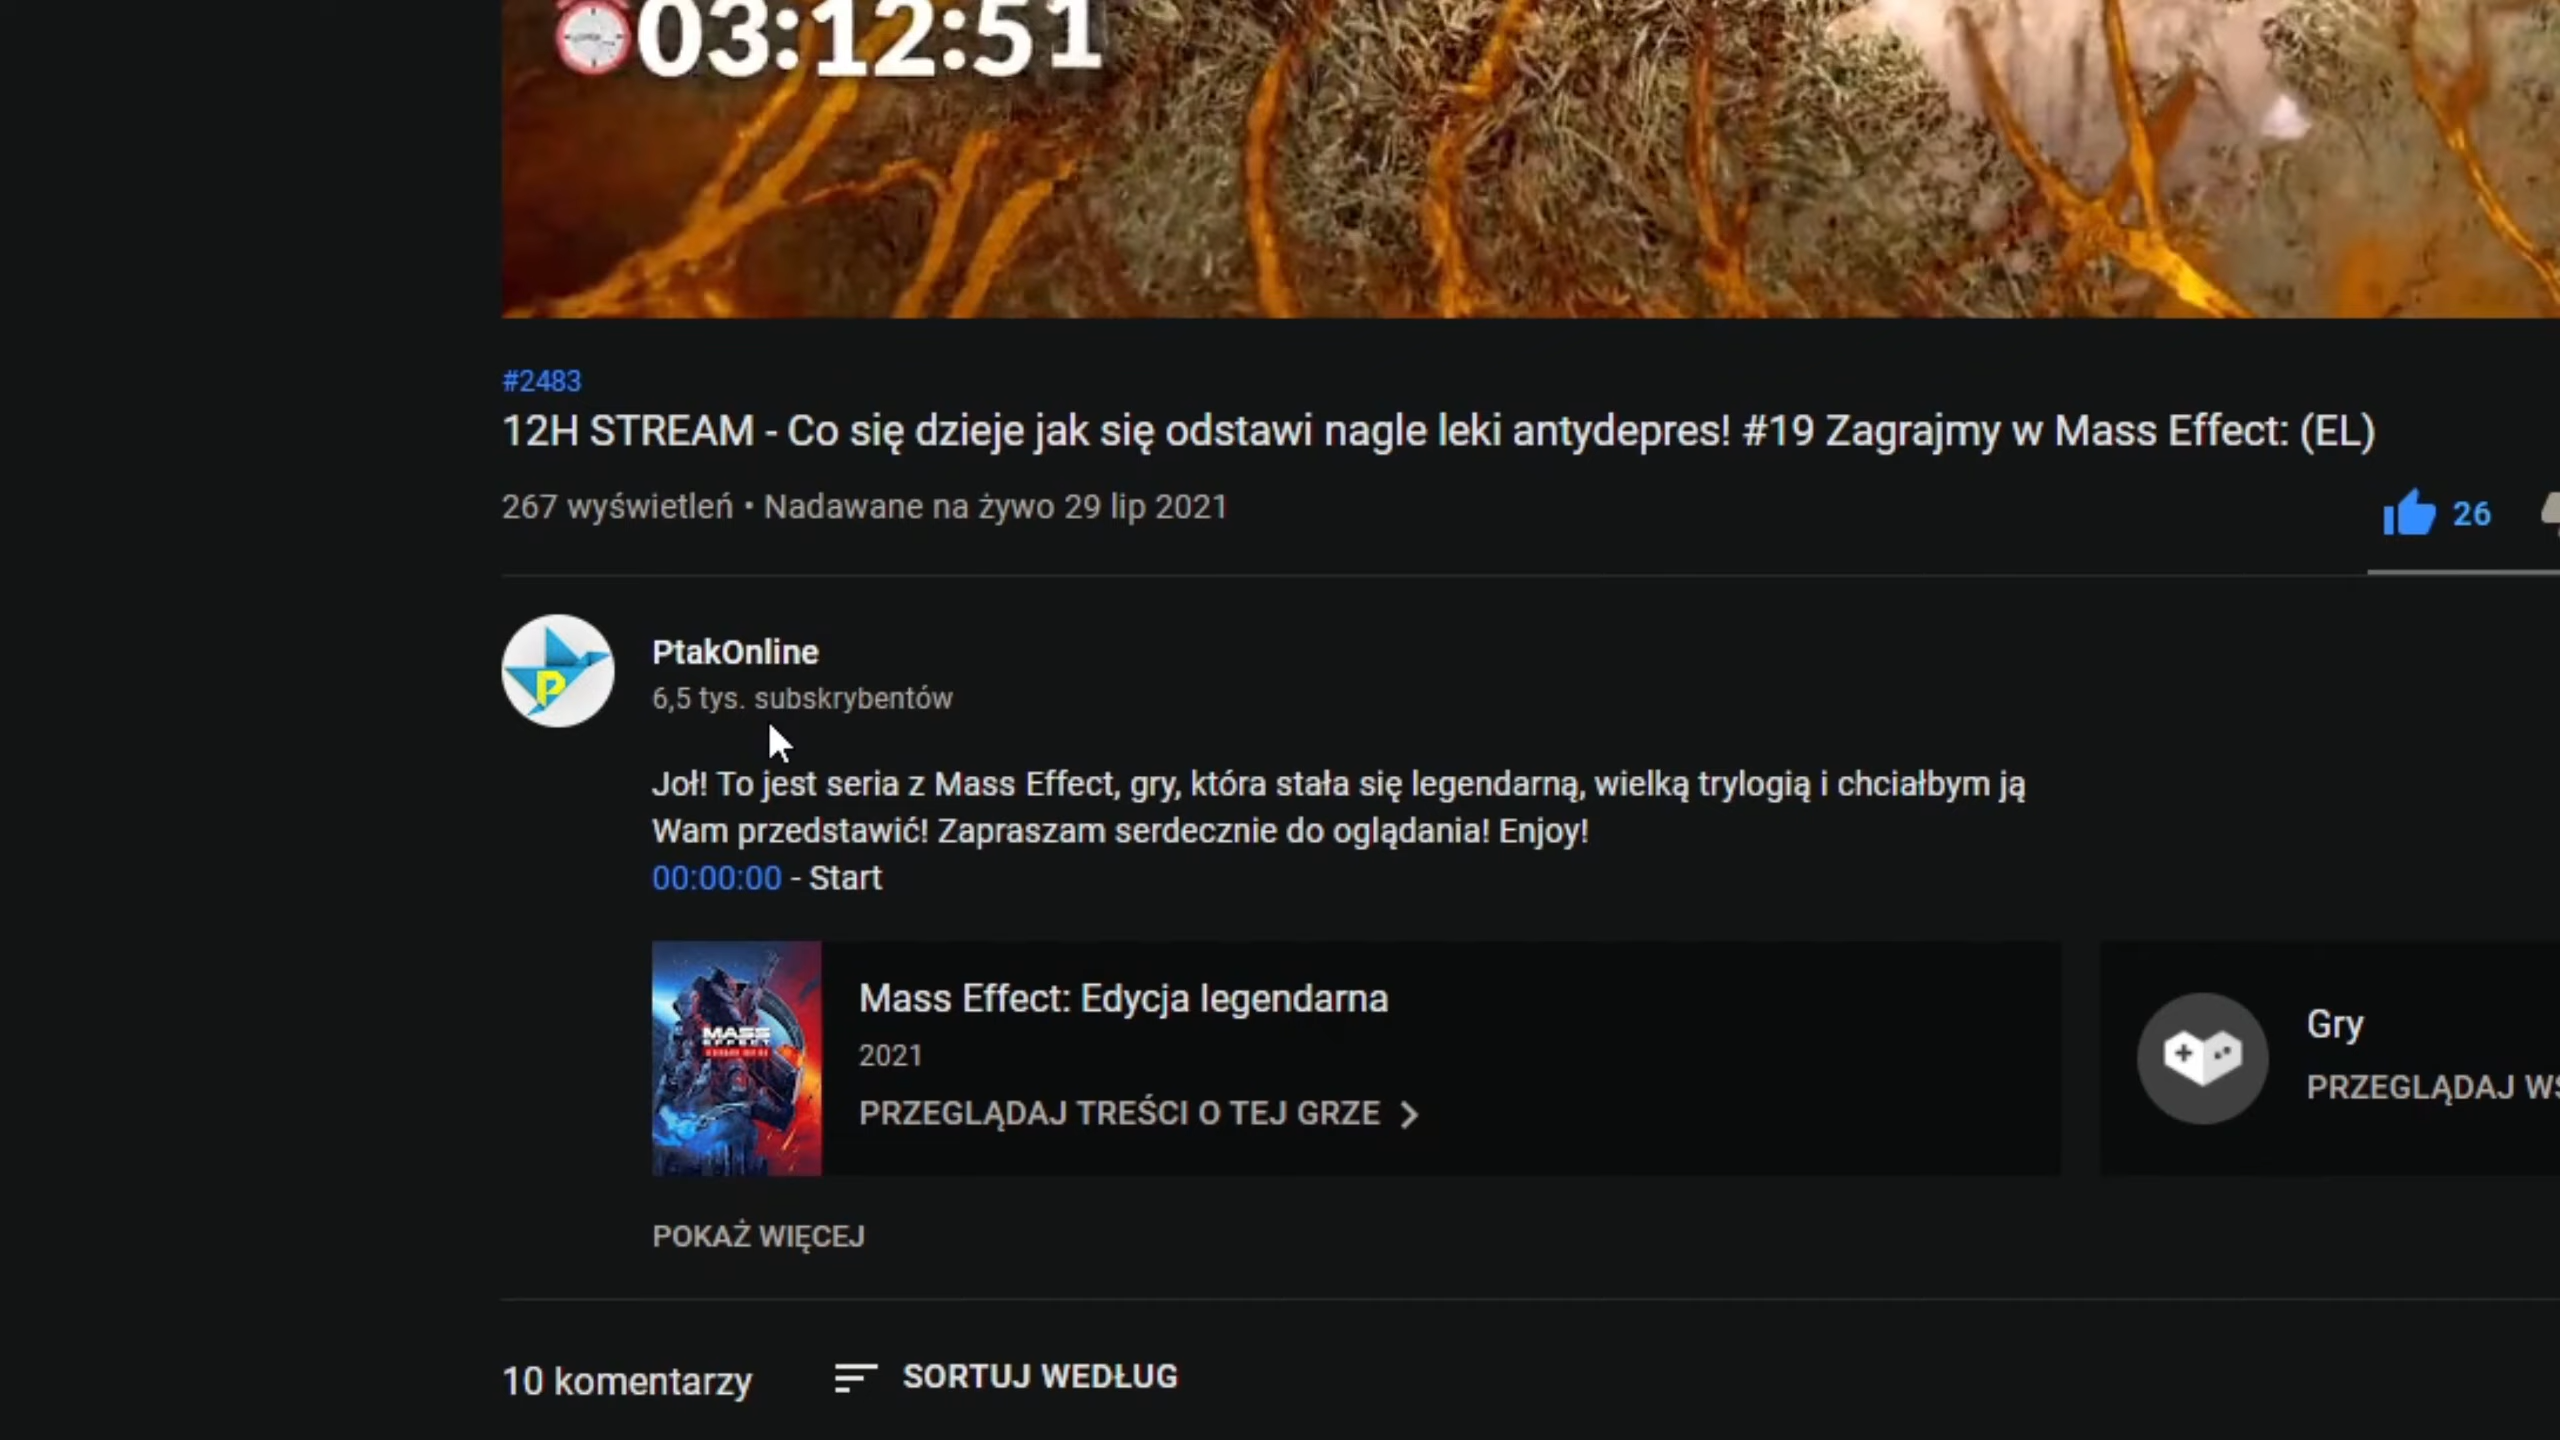 03:12:51
#2483
12H STREAM - Co się dzieje jak się odstawi nagle leki antydepres! #19 Zagrajmy w Mass Effect: (EL)
267 wyświetleń • Nadawane na żywo 29 lip 2021
26
PtakOnline
6,5 tys. subskrybentów
Joł! To jest seria z Mass Effect, gry, która stała się legendarną, wielką trylogią i chciałbym ją
Wam przedstawić! Zapraszam serdecznie do oglądania! Enjoy!
00:00:00 - Start
MASS
EFFECT
Mass Effect: Edycja legendarna
2021
PRZEGLĄDAJ TREŚCI O TEJ GRZE
Gry
PRZEGLĄDAJ WS
POKAŻ WIĘCEJ
10 komentarzy
SORTUJ WEDŁUG